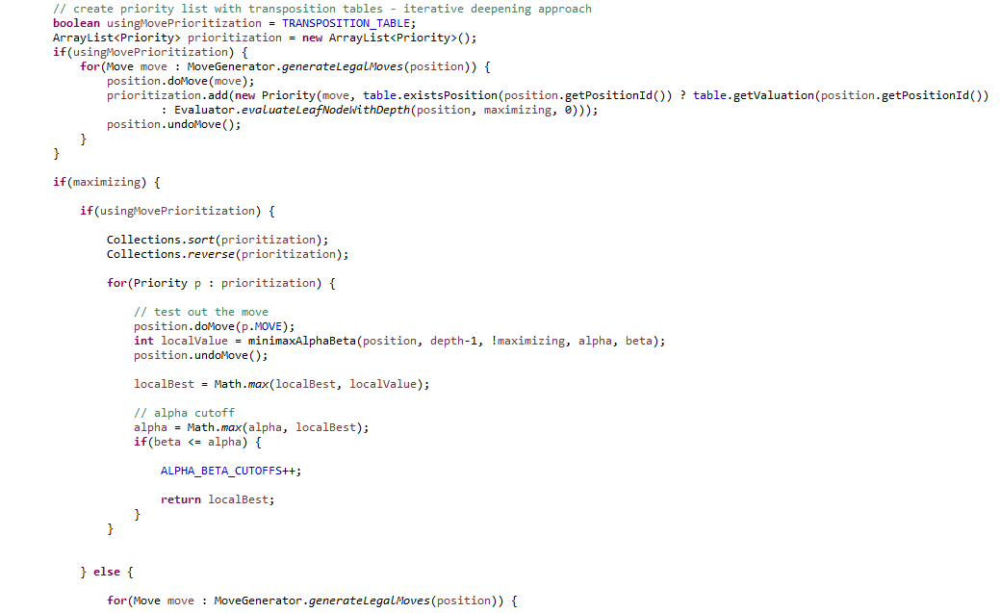 // create priority list with transposition tables - iterative deepening approach
boolean usingMovePrioritization = TRANSPOSITION_TABLE;
ArrayList<Priority> prioritization = new ArrayList<Priority>();
if(usingMovePrioritization) {
for(Move move : MoveGenerator.generateLegalMoves(position)) {
position.doMove(move);
prioritization.add(new Priority(move, table.existsPosition(position.getPositionId()) ? table.getValuation(position.getPositionId())
: Evaluator.evaluateLeafNodeWithDepth(position, maximizing, 0)));
position.undoMove();
}
}
if(maximizing) {
if(usingMovePrioritization) {
Collections.sort(prioritization);
Collections.reverse(prioritization);
for(Priority p : prioritization) {
// test out the move
position.doMove(p.MOVE);
int localValue = minimaxAlphaBeta(position, depth-1, !maximizing, alpha, beta);
position.undoMove();
localBest = Math.max(localBest, localValue);
// alpha cutoff
alpha = Math.max(alpha, localBest);
if(beta <= alpha) {
ALPHA_BETA_CUTOFFS++;
return localBest;
}
}
} else {
for(Move move : MoveGenerator.generateLegalMoves(position)) {